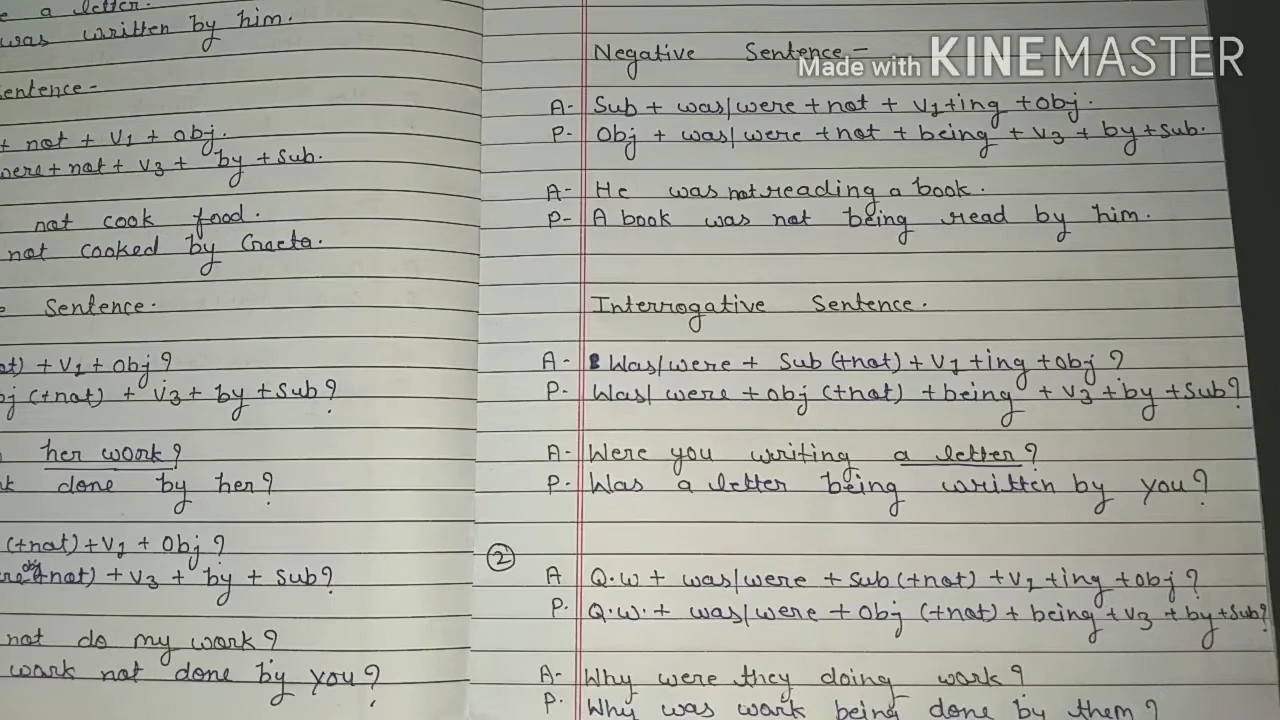 e a letter.
was written by him.
entence-
+ not + V1 + obj.
were + not + V3 + by + sub.
not cook food.
not cooked by Graeta.
Sentence.
ot) + V1 + obj?
bj (+not) + V3 + by + sub?
her work?
rk done by her?
(+not) + V1 + obj?
obj
re (+not) + V3 + by + sub?
not do my work?
work not done by you?
Made with KINEMASTER
Negative Sentence-
A- Sub + was/were + not + V1 + ing + obj.
P- Obj + was/were + not + being + V3 + by + sub.
A- He was not reading a book.
P- A book was not being read by him.
Interrogative Sentence.
A- Was/were + Sub (+not) + V1 + ing + obj?
P. Was/were + obj (+not) + being + V3 + by + sub?
A- Were you writing a letter?
P. Was a letter being written by you?
②
A Q.W + was/were + sub (+not) + V1 + ing + obj?
P. Q.W. + was/were + obj (+not) + being + V3 + by + sub?
A- Why were they doing work?
P. Why was work being done by them?